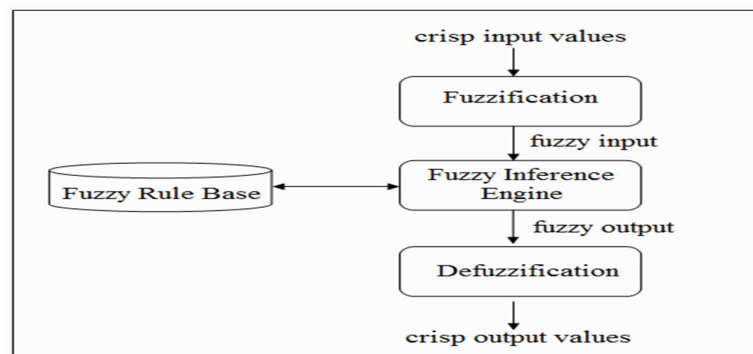 crisp input values
Fuzzification
fuzzy input
Fuzzy Rule Base
Fuzzy Inference
Engine
fuzzy output
Defuzzification
crisp output values